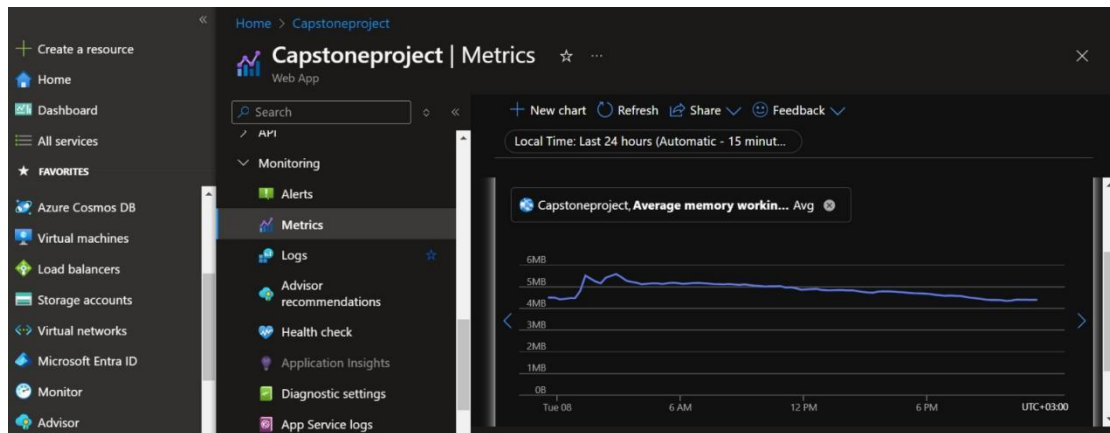 Create a resource
Home
Dashboard
All services
FAVORITES
Azure Cosmos DB
Virtual machines
Load balancers
Storage accounts
Virtual networks
Microsoft Entra ID
Monitor
Advisor
Home > Capstoneproject
Capstoneproject | Metrics
Web App
Search
API
Monitoring
Alerts
Metrics
Logs
Advisor
recommendations
Health check
Application Insights
Diagnostic settings
App Service logs
New chart Refresh Share Feedback
Local Time: Last 24 hours (Automatic - 15 minut...
Capstoneproject, Average memory workin... Avg
6MB
5MB
4MB
3MB
2MB
1MB
0B
Tue 08 6 AM 12 PM 6 PM UTC+03:00